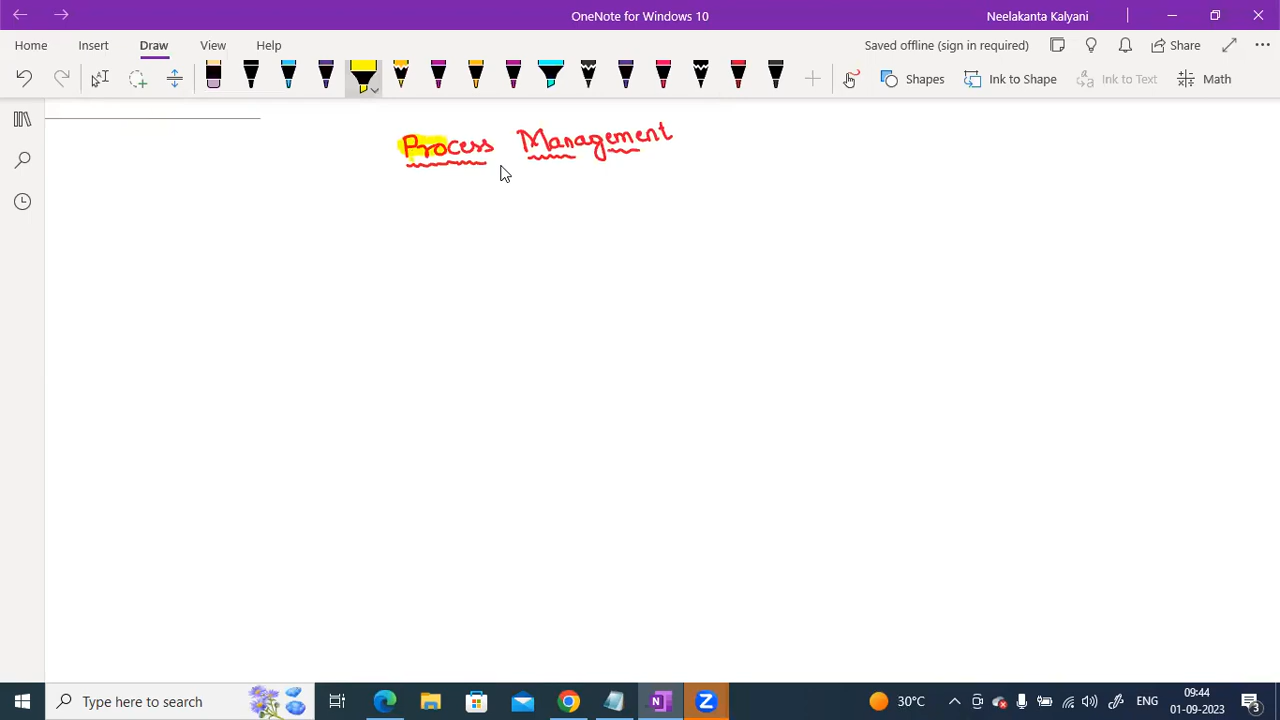 OneNote for Windows 10
Neelakanta Kalyani
Home Insert Draw View Help
Saved offline (sign in required)
Share
Shapes
Ink to Shape
Ink to Text
Math
Process Management
Type here to search
30°C
ENG
09:44
01-09-2023
3